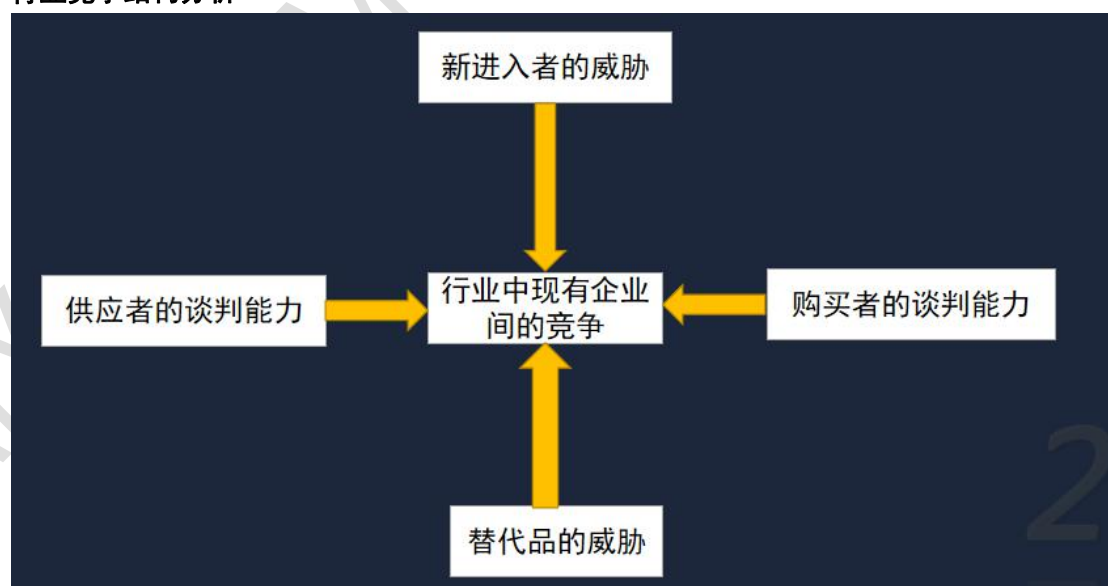 新进入者的威胁
供应者的谈判能力
行业中现有企业
间的竞争
购买者的谈判能力
替代品的威胁
2